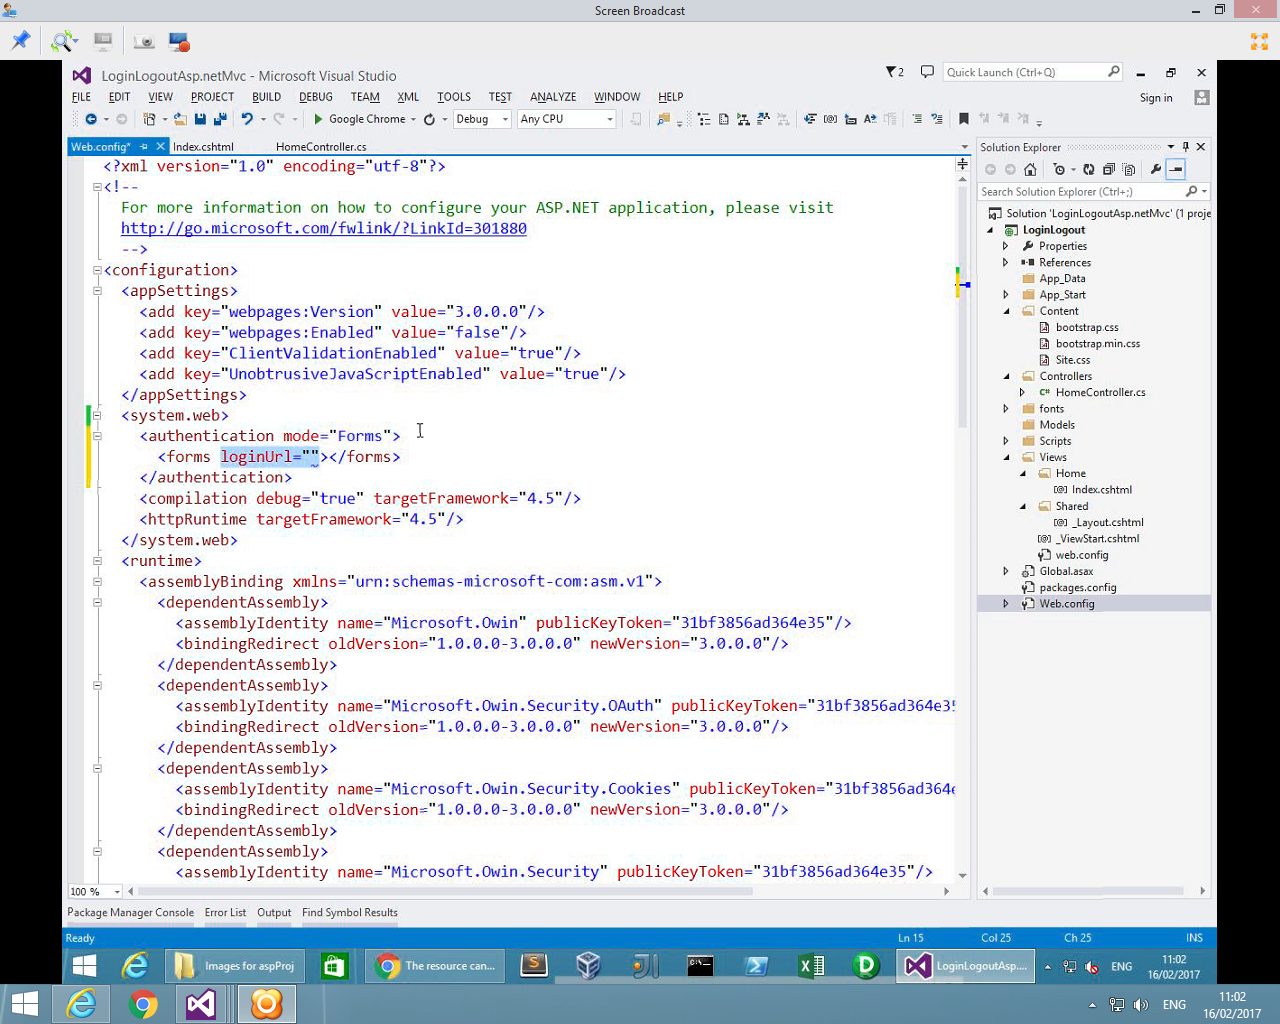 Screen Broadcast
LoginLogoutAsp.netMvc - Microsoft Visual Studio
2
Quick Launch (Ctrl+Q)
FILE EDIT VIEW PROJECT BUILD DEBUG TEAM XML TOOLS TEST ANALYZE WINDOW HELP
Sign in
Google Chrome Debug Any CPU
Web.config* Index.cshtml HomeController.cs
<?xml version="1.0" encoding="utf-8"?>
<!--
For more information on how to configure your ASP.NET application, please visit
http://go.microsoft.com/fwlink/?LinkId=301880
-->
<configuration>
<appSettings>
<add key="webpages:Version" value="3.0.0.0"/>
<add key="webpages:Enabled" value="false"/>
<add key="ClientValidationEnabled" value="true"/>
<add key="UnobtrusiveJavaScriptEnabled" value="true"/>
</appSettings>
<system.web>
<authentication mode="Forms">
<forms loginUrl=""></forms>
</authentication>
<compilation debug="true" targetFramework="4.5"/>
<httpRuntime targetFramework="4.5"/>
</system.web>
<runtime>
<assemblyBinding xmlns="urn:schemas-microsoft-com:asm.v1">
<dependentAssembly>
<assemblyIdentity name="Microsoft.Owin" publicKeyToken="31bf3856ad364e35"/>
<bindingRedirect oldVersion="1.0.0.0-3.0.0.0" newVersion="3.0.0.0"/>
</dependentAssembly>
<dependentAssembly>
<assemblyIdentity name="Microsoft.Owin.Security.OAuth" publicKeyToken="31bf3856ad364e35
<bindingRedirect oldVersion="1.0.0.0-3.0.0.0" newVersion="3.0.0.0"/>
</dependentAssembly>
<dependentAssembly>
<assemblyIdentity name="Microsoft.Owin.Security.Cookies" publicKeyToken="31bf3856ad364e
<bindingRedirect oldVersion="1.0.0.0-3.0.0.0" newVersion="3.0.0.0"/>
</dependentAssembly>
<dependentAssembly>
<assemblyIdentity name="Microsoft.Owin.Security" publicKeyToken="31bf3856ad364e35"/>
100 %
Solution Explorer
Search Solution Explorer (Ctrl+;)
Solution 'LoginLogoutAsp.netMvc' (1 proje
LoginLogout
Properties
References
App_Data
App_Start
Content
bootstrap.css
bootstrap.min.css
Site.css
Controllers
C# HomeController.cs
fonts
Models
Scripts
Views
Home
Index.cshtml
Shared
_Layout.cshtml
_ViewStart.cshtml
web.config
Global.asax
packages.config
Web.config
Package Manager Console Error List Output Find Symbol Results
Ready Ln 15 Col 25 Ch 25 INS
Images for aspProj The resource can... LoginLogoutAsp.... ENG 11:02
16/02/2017
ENG 11:02
16/02/2017